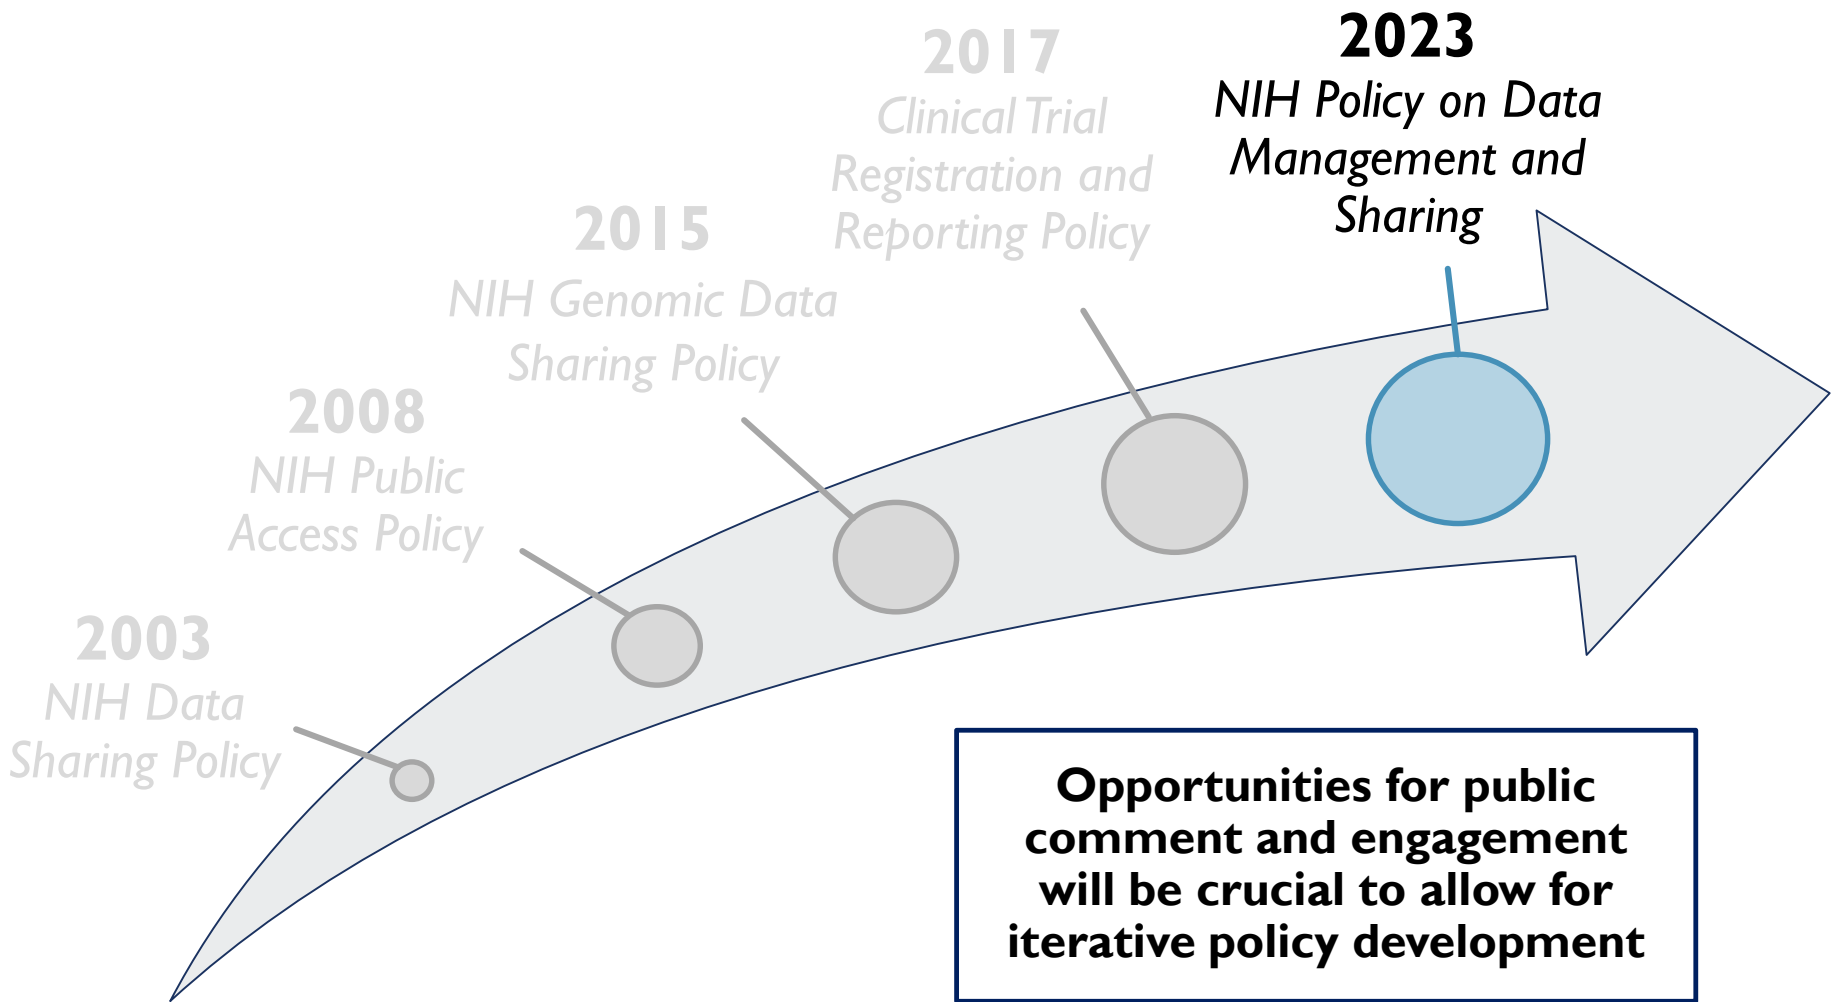 2003
NIH Data
Sharing Policy
2008
NIH Public
Access Policy
2015
NIH Genomic Data
Sharing Policy
2017
Clinical Trial
Registration and
Reporting Policy
2023
NIH Policy on Data
Management and
Sharing
Opportunities for public
comment and engagement
will be crucial to allow for
iterative policy development